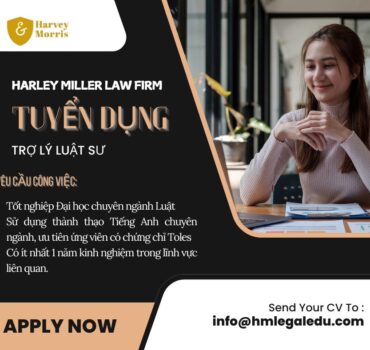 &
Harvey
Morris
HARLEY MILLER LAW FIRM
TUYỂN DỤNG
TRỢ LÝ LUẬT SƯ
YÊU CẦU CÔNG VIỆC:
Tốt nghiệp Đại học chuyên ngành Luật
Sử dụng thành thạo Tiếng Anh chuyên
ngành, ưu tiên ứng viên có chứng chỉ Toles
Có ít nhất 1 năm kinh nghiệm trong lĩnh vực
liên quan.
APPLY NOW
Send Your CV To :
info@hmlegaledu.com